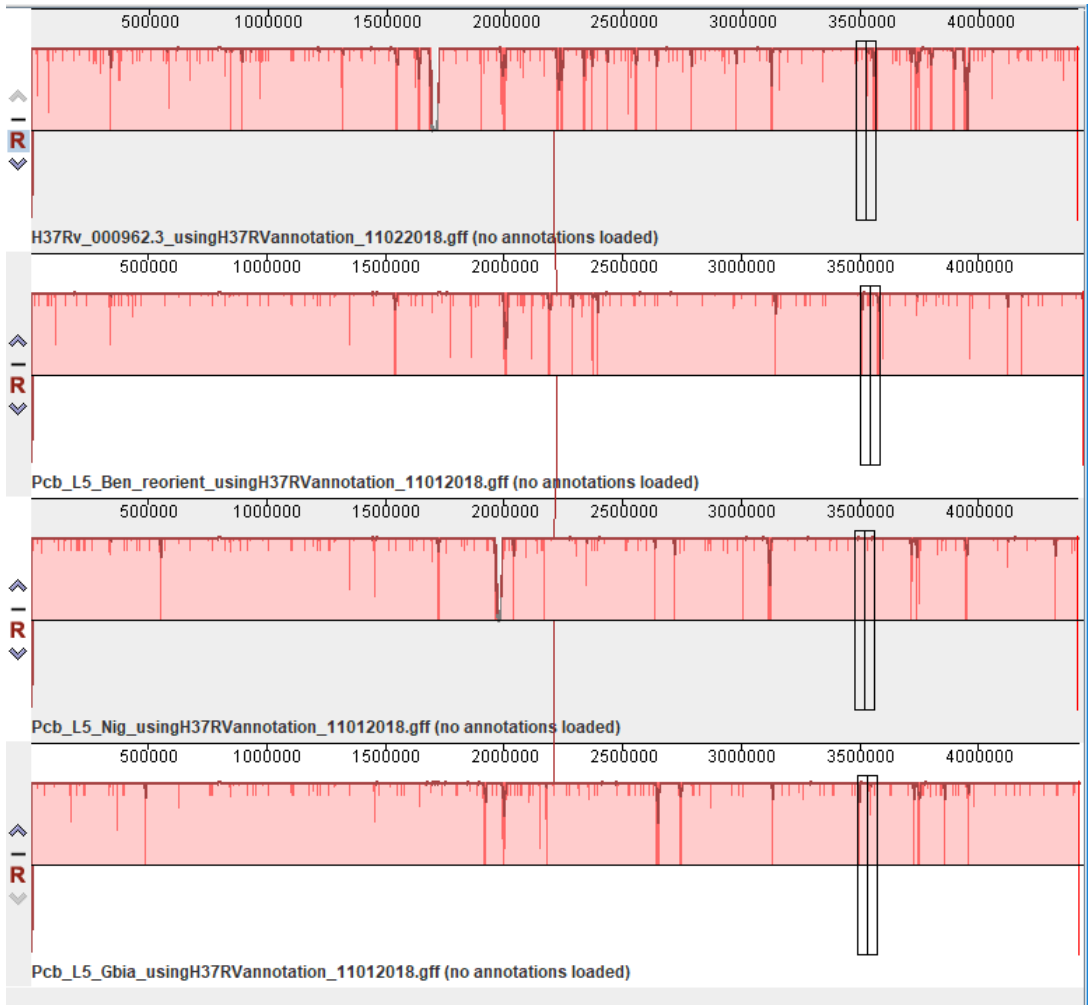 500000 1000000 1500000 2000000 2500000 3000000 3500000 4000000
R
H37Rv_000962.3_usingH37RVannotation_11022018.gff (no annotations loaded)
500000 1000000 1500000 2000000 2500000 3000000 3500000 4000000
R
Pcb_L5_Ben_reorient_usingH37RVannotation_11012018.gff (no annotations loaded)
500000 1000000 1500000 2000000 2500000 3000000 3500000 4000000
R
Pcb_L5_Nig_usingH37RVannotation_11012018.gff (no annotations loaded)
500000 1000000 1500000 2000000 2500000 3000000 3500000 4000000
R
Pcb_L5_Gbia_usingH37RVannotation_11012018.gff (no annotations loaded)